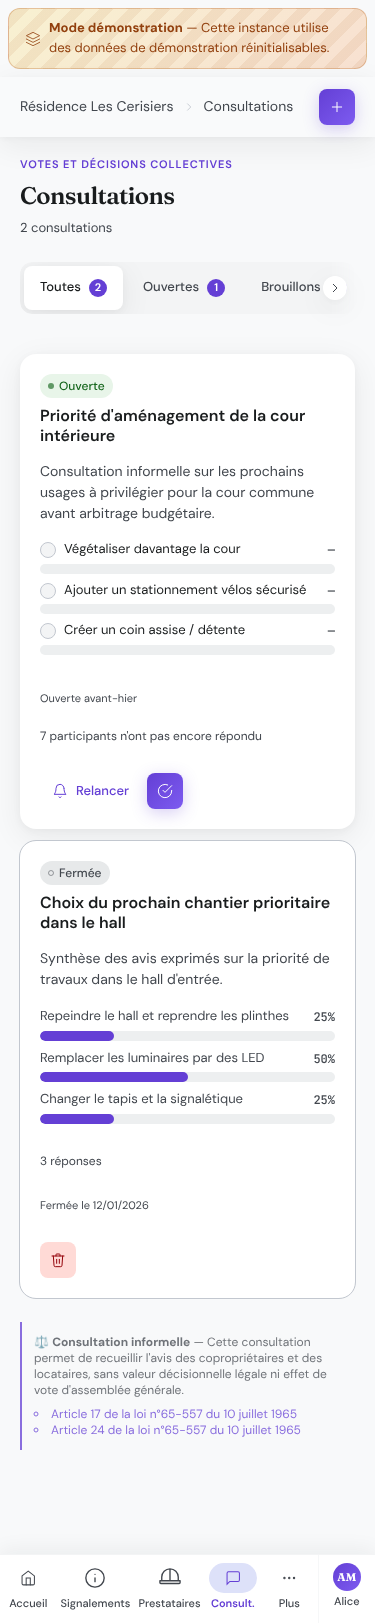 Mode démonstration — Cette instance utilise
des données de démonstration réinitialisables.
Résidence Les Cerisiers > Consultations +
VOTES ET DÉCISIONS COLLECTIVES
Consultations
2 consultations
Toutes 2 Ouvertes 1 Brouillons
Ouverte
Priorité d'aménagement de la cour
intérieure
Consultation informelle sur les prochains
usages à privilégier pour la cour commune
avant arbitrage budgétaire.
Végétaliser davantage la cour –
Ajouter un stationnement vélos sécurisé –
Créer un coin assise / détente –
Ouverte avant-hier
7 participants n'ont pas encore répondu
Relancer
Fermée
Choix du prochain chantier prioritaire
dans le hall
Synthèse des avis exprimés sur la priorité de
travaux dans le hall d'entrée.
Repeindre le hall et reprendre les plinthes 25%
Remplacer les luminaires par des LED 50%
Changer le tapis et la signalétique 25%
3 réponses
Fermée le 12/01/2026
⚖️ Consultation informelle — Cette consultation
permet de recueillir l'avis des copropriétaires et des
locataires, sans valeur décisionnelle légale ni effet de
vote d'assemblée générale.
Article 17 de la loi n°65-557 du 10 juillet 1965
Article 24 de la loi n°65-557 du 10 juillet 1965
AM
Accueil Signalements Prestataires Consult. Plus Alice